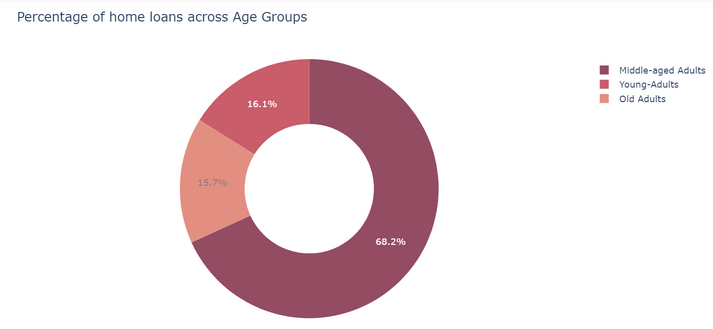 Percentage of home loans across Age Groups
Middle-aged Adults
Young-Adults
Old Adults
16.1%
15.7%
68.2%